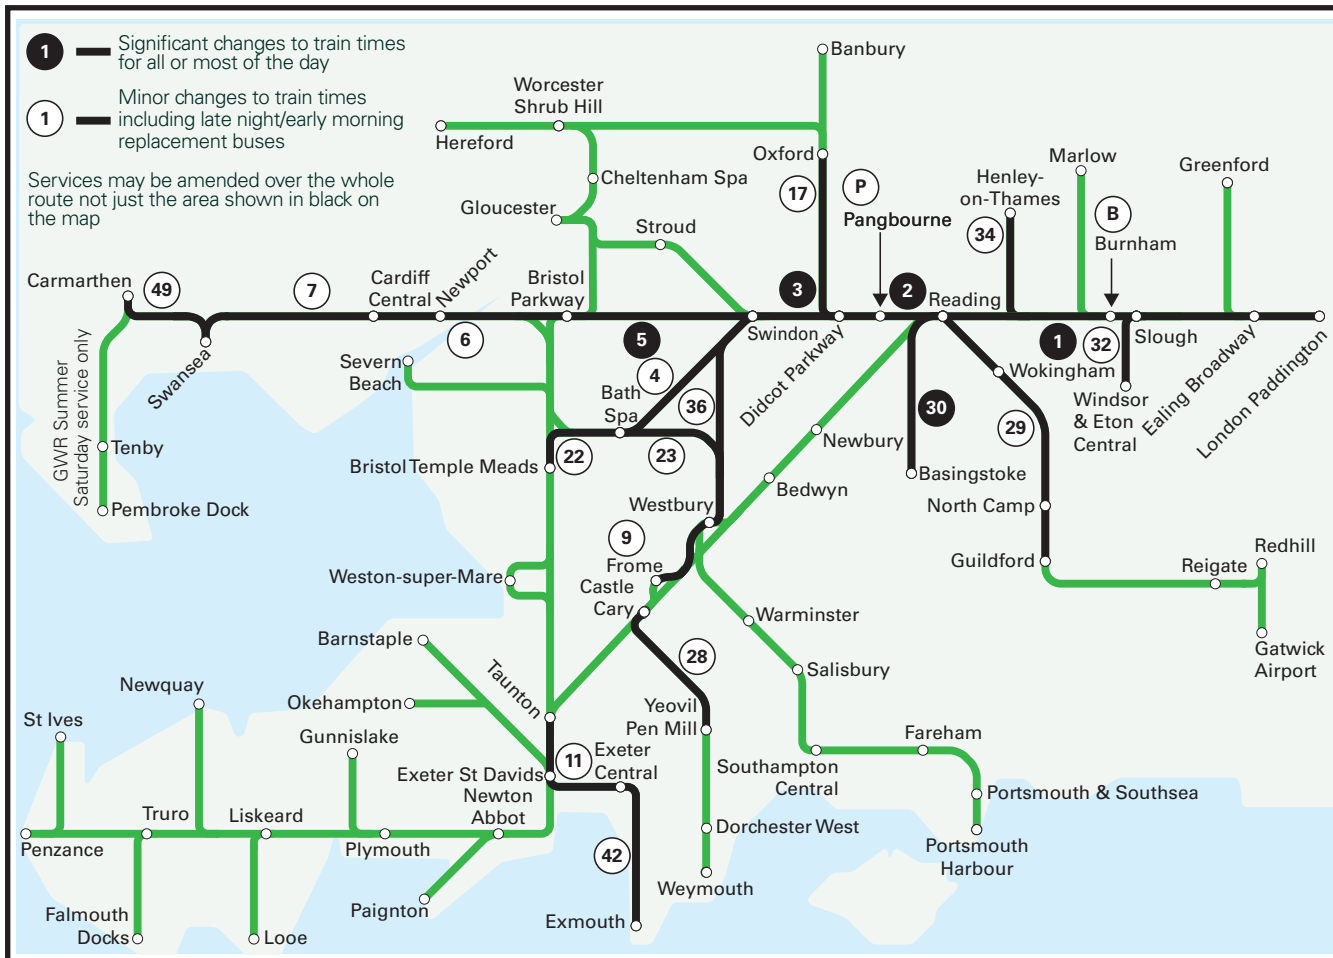 1
Significant changes to train times
for all or most of the day
1
Minor changes to train times
including late night/early morning
replacement buses
Services may be amended over the whole
route not just the area shown in black on
the map
Banbury
Worcester
Shrub Hill
Hereford
Oxford
Cheltenham Spa
17
P
Pangbourne
Henley-
on-Thames
34
Marlow
B
Burnham
Greenford
Gloucester
Stroud
Carmarthen
49
7
Cardiff
Central
Newport
Bristol
Parkway
3
2
Reading
Swansea
6
5
Swindon
Didcot Parkway
1
32
Slough
Ealing Broadway
London Paddington
GWR Summer
Saturday service only
Severn
Beach
4
Bath
Spa
36
Wokingham
Windsor
& Eton
Central
30
29
Tenby
Newbury
Bristol Temple Meads
22
23
Basingstoke
Bedwyn
Pembroke Dock
Westbury
North Camp
9
Frome
Guildford
Redhill
Reigate
Weston-super-Mare
Castle
Cary
Warminster
Barnstaple
28
Salisbury
Gatwick
Airport
Taunton
Newquay
Okehampton
Yeovil
Pen Mill
St Ives
Gunnislake
11
Exeter
Central
Fareham
Exeter St Davids
Southampton
Central
Newton
Abbot
Portsmouth & Southsea
Truro
Liskeard
Dorchester West
Penzance
Plymouth
42
Portsmouth
Harbour
Weymouth
Paignton
Falmouth
Docks
Looe
Exmouth